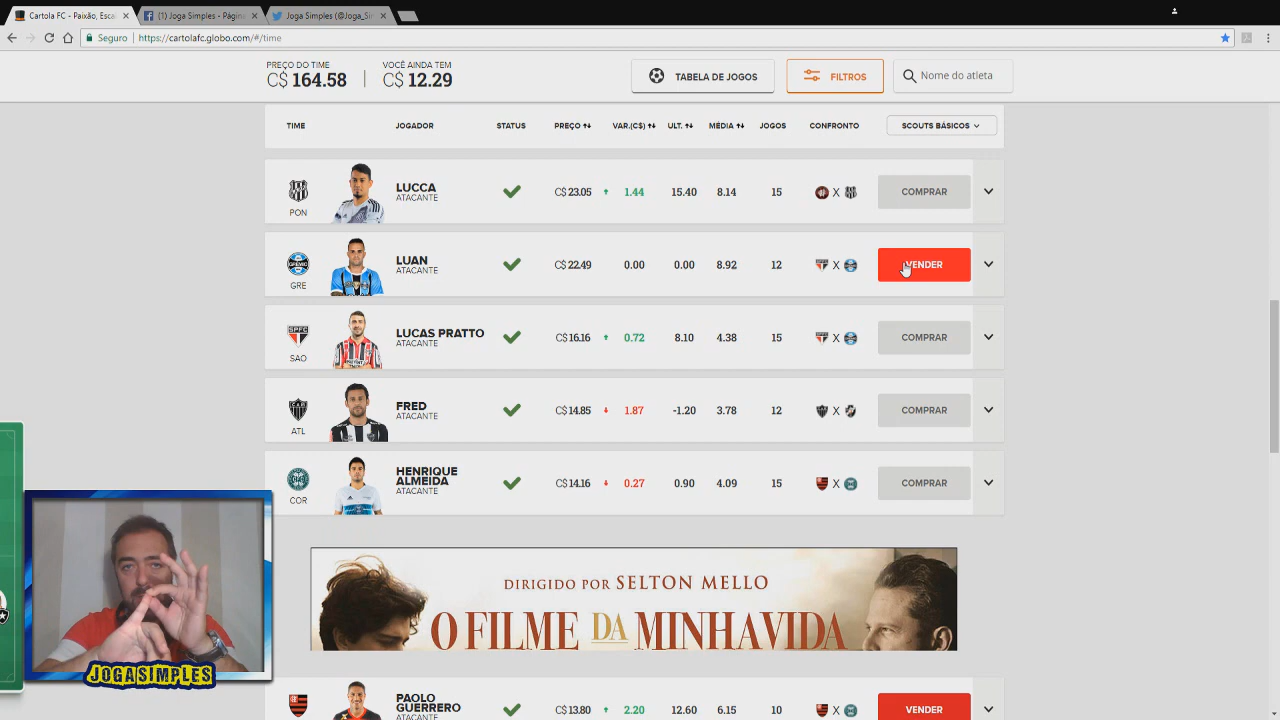 Cartola FC - Paixão, Esca
(1) Joga Simples - Págin
Joga Simples (@Joga_Sir
Seguro
https://cartolafc.globo.com/#/time
PREÇO DO TIME
C$ 164.58
VOCÊ AINDA TEM
C$ 12.29
TABELA DE JOGOS
FILTROS
Nome do atleta
TIME JOGADOR STATUS PREÇO VAR.(C$) ULT. MÉDIA JOGOS CONFRONTO SCOUTS BÁSICOS
PON
LUCCA
ATACANTE
C$ 23.05 1.44 15.40 8.14 15 X COMPRAR
GRÊMIO
GRE
LUAN
ATACANTE
C$ 22.49 0.00 0.00 8.92 12 X VENDER
SPFC
SAO
LUCAS PRATTO
ATACANTE
C$ 16.16 0.72 8.10 4.38 15 X COMPRAR
CAM
ATL
FRED
ATACANTE
C$ 14.85 1.87 -1.20 3.78 12 X COMPRAR
COR
HENRIQUE
ALMEIDA
ATACANTE
C$ 14.16 0.27 0.90 4.09 15 X COMPRAR
DIRIGIDO POR SELTON MELLO
O FILME DA MINHA VIDA
JOGA SIMPLES
PAOLO
GUERRERO
ATACANTE
C$ 13.80 2.20 12.60 6.15 10 X VENDER